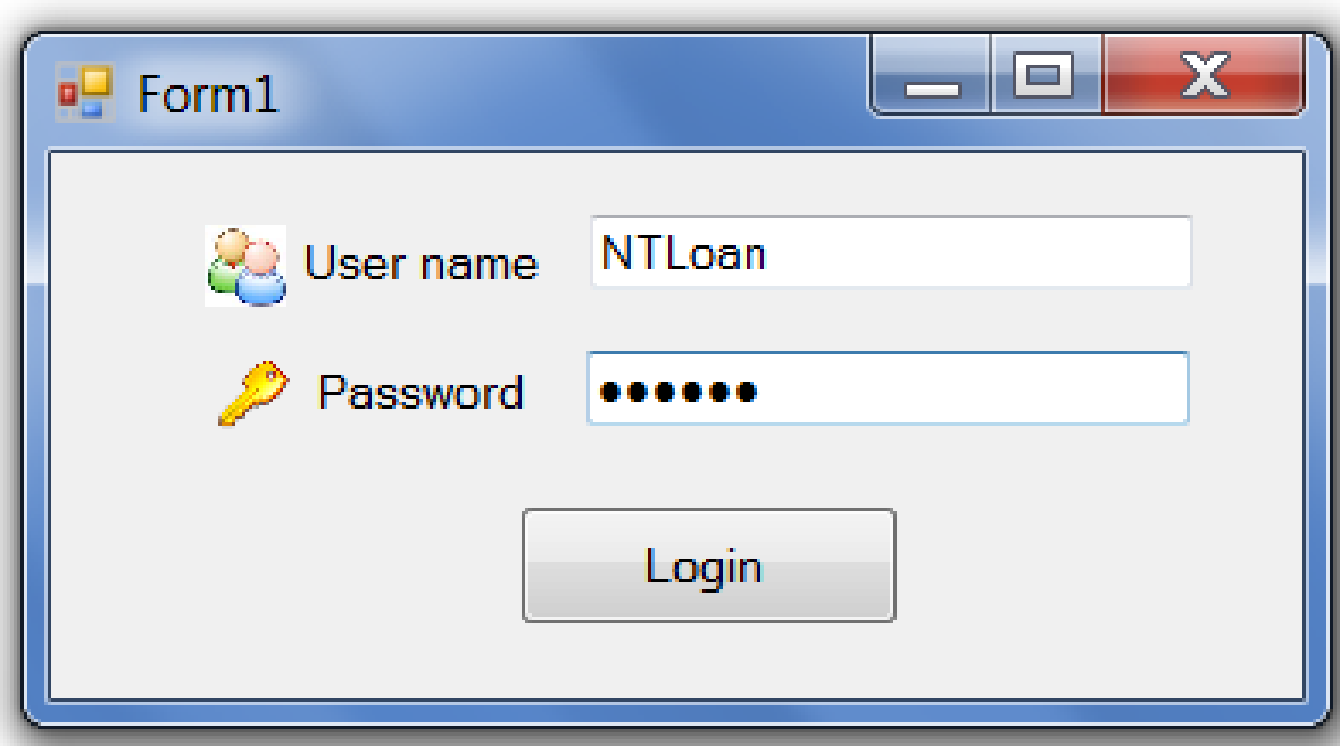 Form1
User name NTLoan
Password ••••••
Login